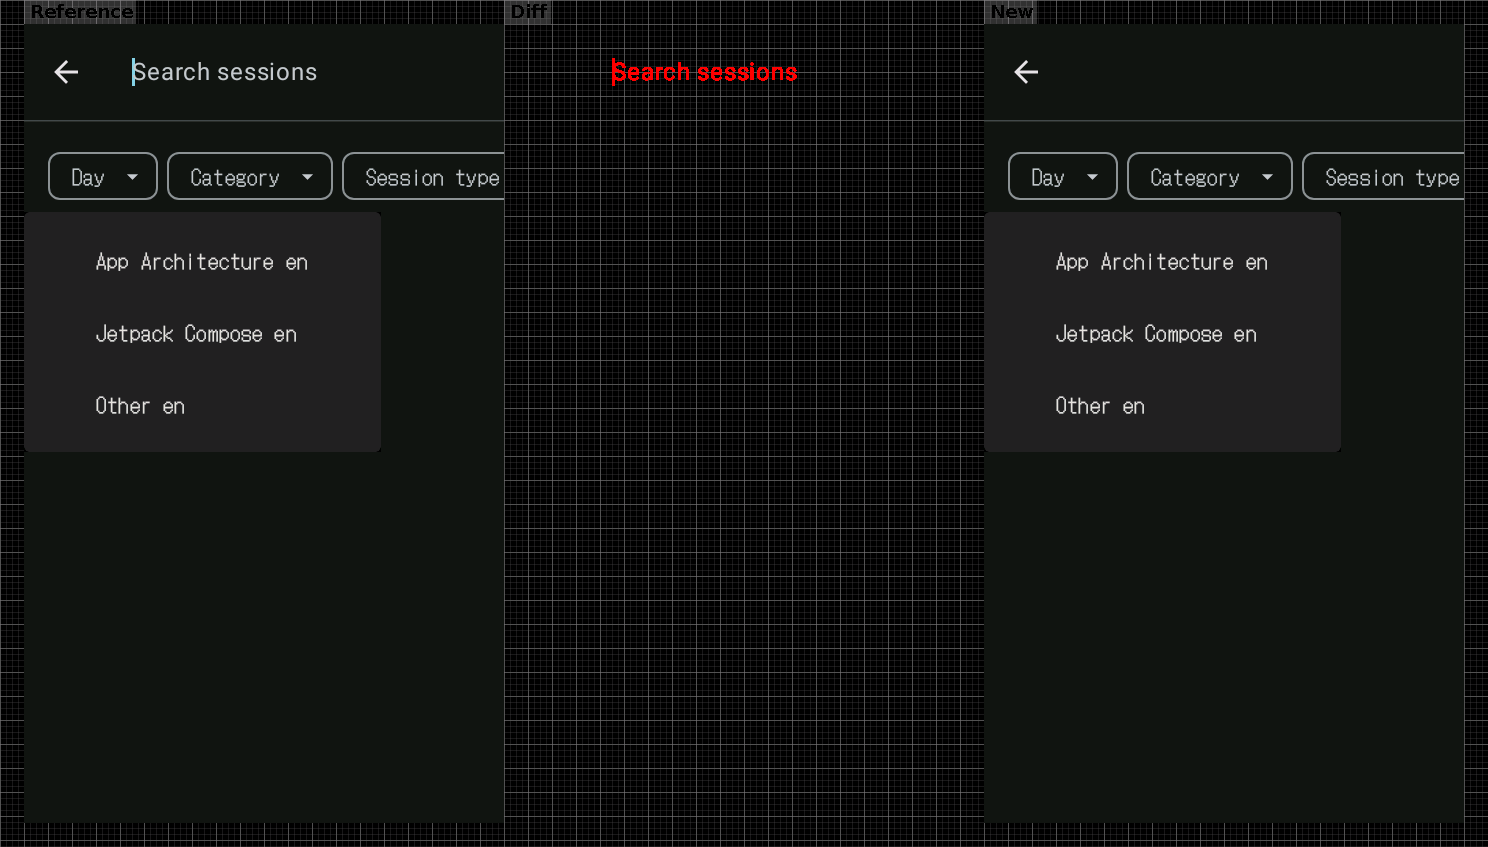 Reference
Diff
New
Search sessions
Search sessions
Day
Category
Session type
Day
Category
Session type
App Architecture en
App Architecture en
Jetpack Compose en
Jetpack Compose en
Other en
Other en